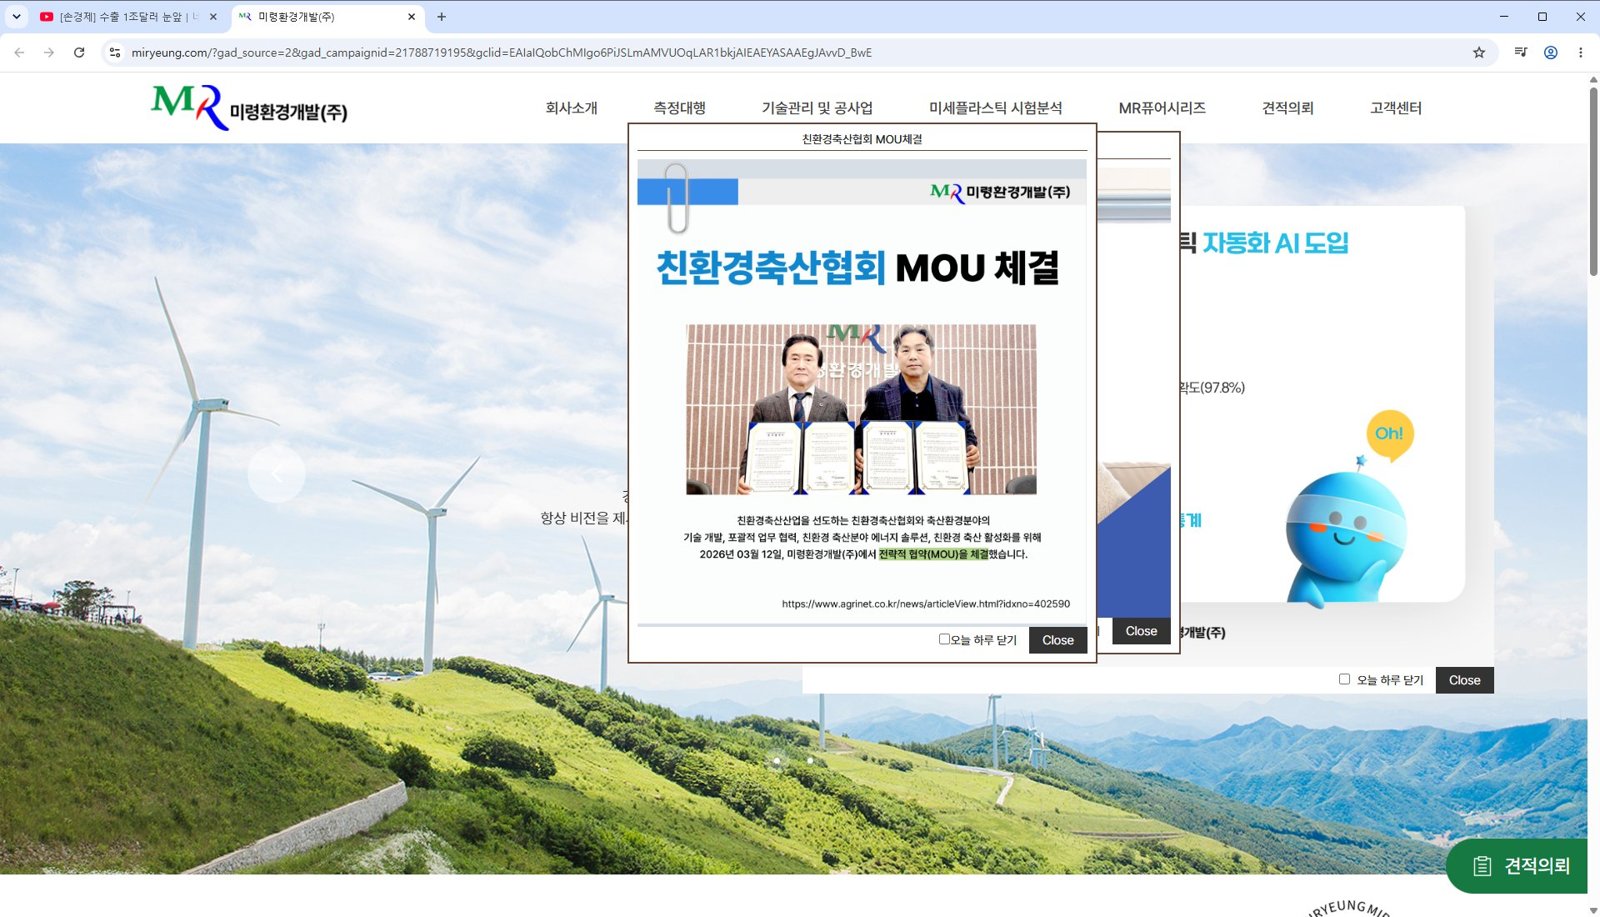 [손경제] 수출 1조달러 눈앞 |
미령환경개발(주)
miryeung.com/?gad_source=2&gad_campaignid=21788719195&gclid=EAIaIQobChMIgo6PiJSLmAMVUOqLAR1bkjAIEAEYASAAEgJAvvD_BwE
MR 미령환경개발(주)
회사소개
측정대행
기술관리 및 공사업
미세플라스틱 시험분석
MR퓨어시리즈
견적의뢰
고객센터
친환경축산협회 MOU체결
MR 미령환경개발(주)
친환경축산협회 MOU 체결
친환경축산산업을 선도하는 친환경축산협회와 축산환경분야의
기술 개발, 포괄적 업무 협력, 친환경 축산분야 에너지 솔루션, 친환경 축산 활성화를 위해
2026년 03월 12일, 미령환경개발(주)에서 전략적 협약(MOU)을 체결했습니다.
https://www.agrinet.co.kr/news/articleView.html?idxno=402590
오늘 하루 닫기
Close
Close
틱 자동화 AI 도입
확도(97.8%)
Oh!
통계
경개발(주)
오늘 하루 닫기
Close
항상 비전을 제
견적의뢰